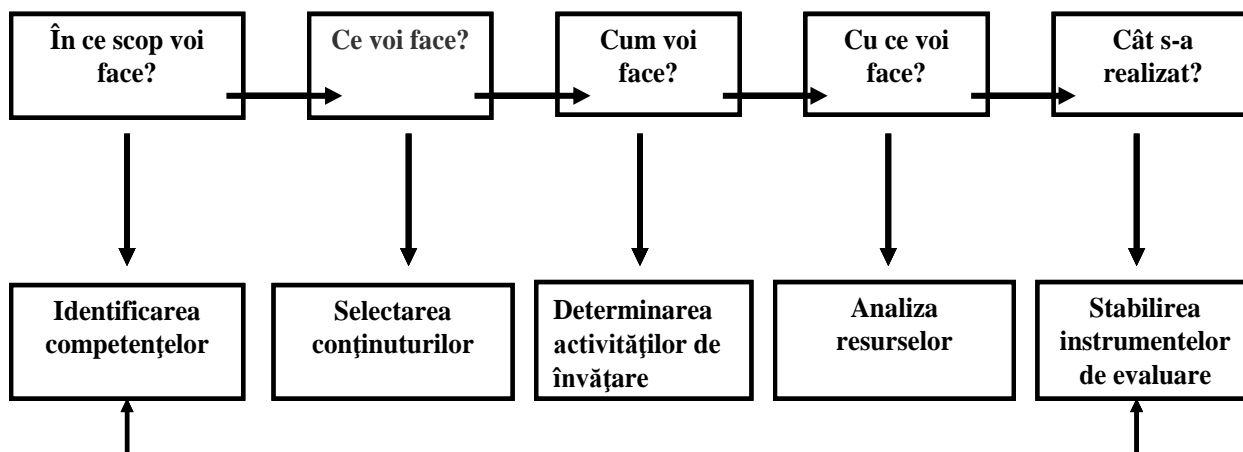 În ce scop voi
face?
Ce voi face?
Cum voi
face?
Cu ce voi
face?
Cât s-a
realizat?
Identificarea
competenţelor
Selectarea
conţinuturilor
Determinarea
activităţilor de
învăţare
Analiza
resurselor
Stabilirea
instrumentelor
de evaluare